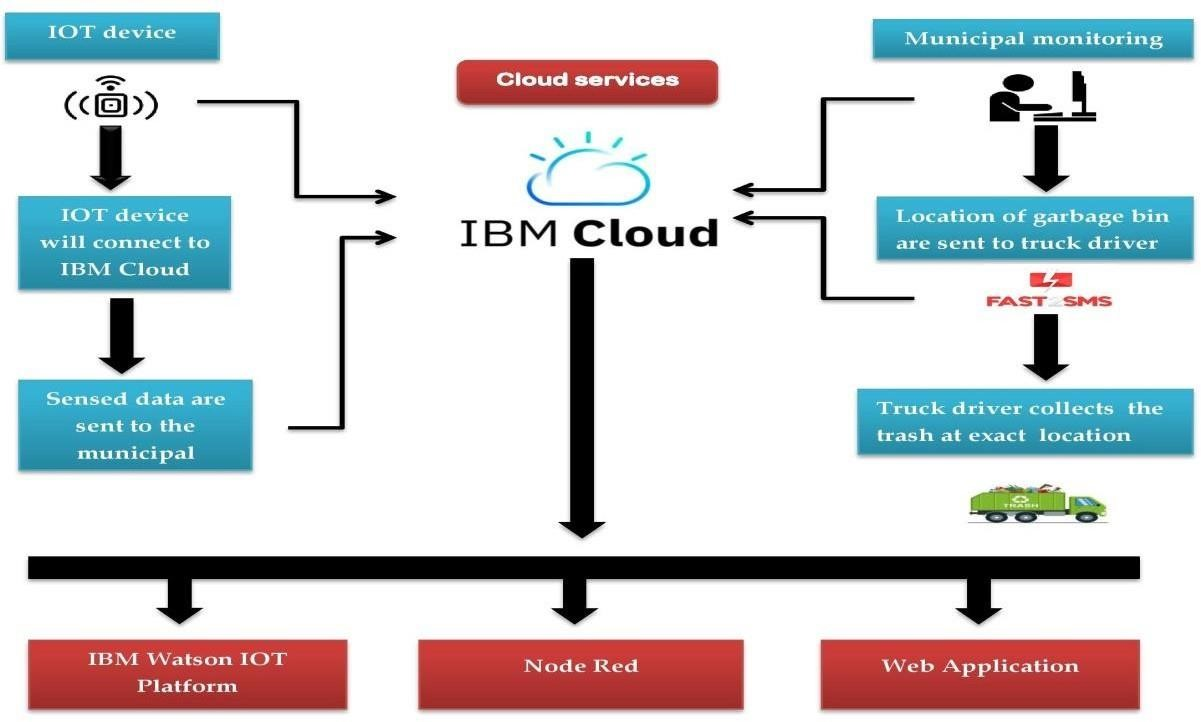 IOT device
Municipal monitoring
Cloud services
IOT device
will connect to
IBM Cloud
IBM Cloud
Location of garbage bin
are sent to truck driver
FAST2SMS
Sensed data are
sent to the
municipal
Truck driver collects the
trash at exact location
TRASH
IBM Watson IOT
Platform
Node Red
Web Application